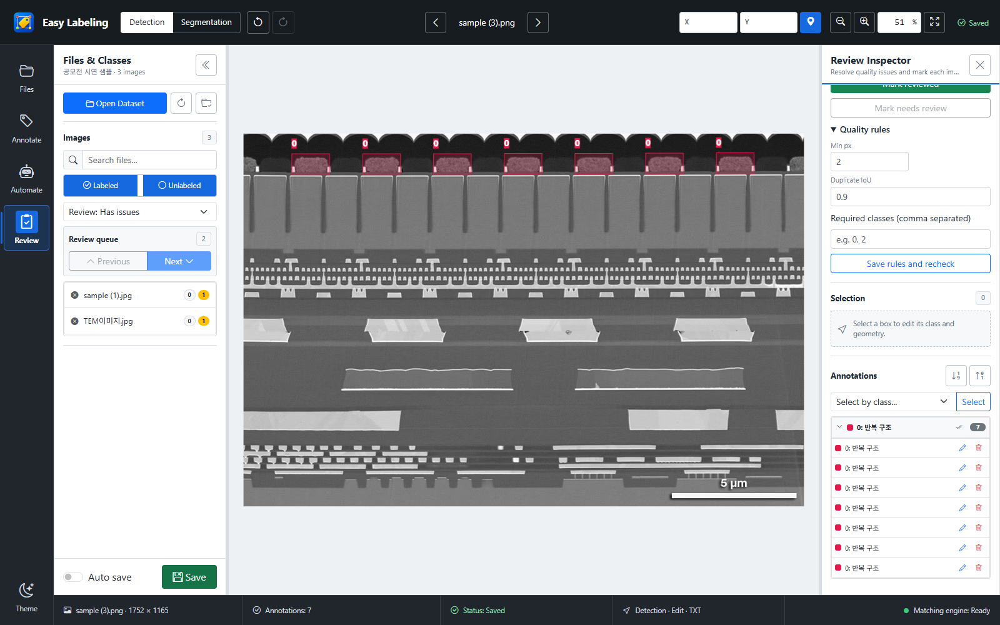 Easy Labeling
Detection
Segmentation
sample (3).png
X
Y
51 %
Saved
Files
Annotate
Automate
Review
Theme
Files & Classes
공모전 시연 샘플 · 3 images
Open Dataset
Images
3
Search files...
Labeled
Unlabeled
Review: Has issues
Review queue
2
Previous
Next
sample (1).jpg
0 1
TEM이미지.jpg
0 1
Auto save
Save
0 0 0 0 0 0 0
5 µm
Review Inspector
Resolve quality issues and mark each im...
Mark reviewed
Mark needs review
Quality rules
Min px
2
Duplicate IoU
0.9
Required classes (comma separated)
e.g. 0, 2
Save rules and recheck
Selection
0
Select a box to edit its class and
geometry.
Annotations
Select by class...
Select
0: 반복 구조
7
0: 반복 구조
0: 반복 구조
0: 반복 구조
0: 반복 구조
0: 반복 구조
0: 반복 구조
0: 반복 구조
sample (3).png · 1752 × 1165
Annotations: 7
Status: Saved
Detection · Edit · TXT
Matching engine: Ready